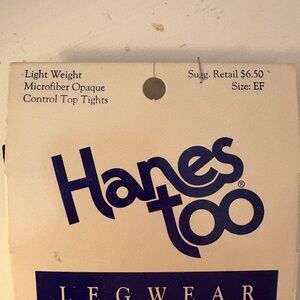 Light Weight
Microfiber Opaque
Control Top Tights
Sugg. Retail $6.50
Size: EF
Hanes
too®
LEGWEAR